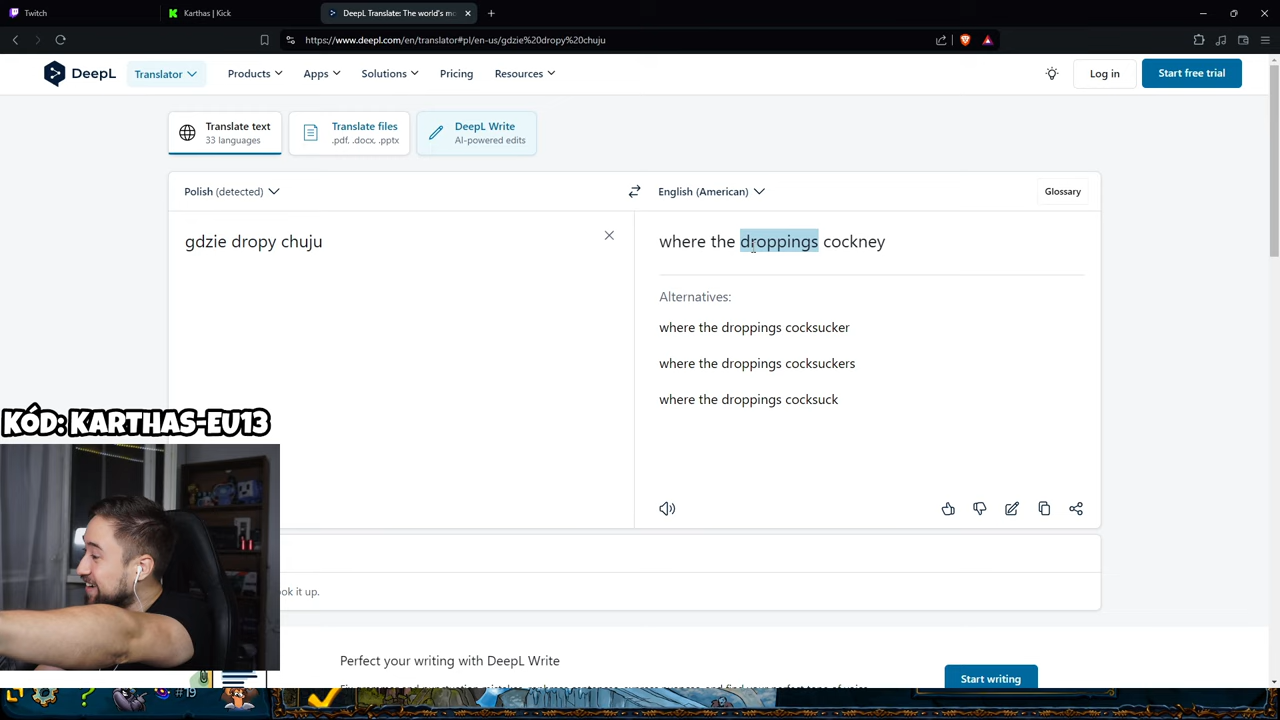 Twitch
Karthas | Kick
DeepL Translate: The world's mo
https://www.deepl.com/en/translator#pl/en-us/gdzie%20dropy%20chuju
DeepL
Translator
Products
Apps
Solutions
Pricing
Resources
Log in
Start free trial
Translate text
33 languages
Translate files
.pdf, .docx, .pptx
DeepL Write
AI-powered edits
Polish (detected)
English (American)
Glossary
gdzie dropy chuju
where the droppings cockney
Alternatives:
where the droppings cocksucker
where the droppings cocksuckers
where the droppings cocksuck
KÓD: KARTHAS-EU13
ook it up.
Perfect your writing with DeepL Write
Start writing
#19